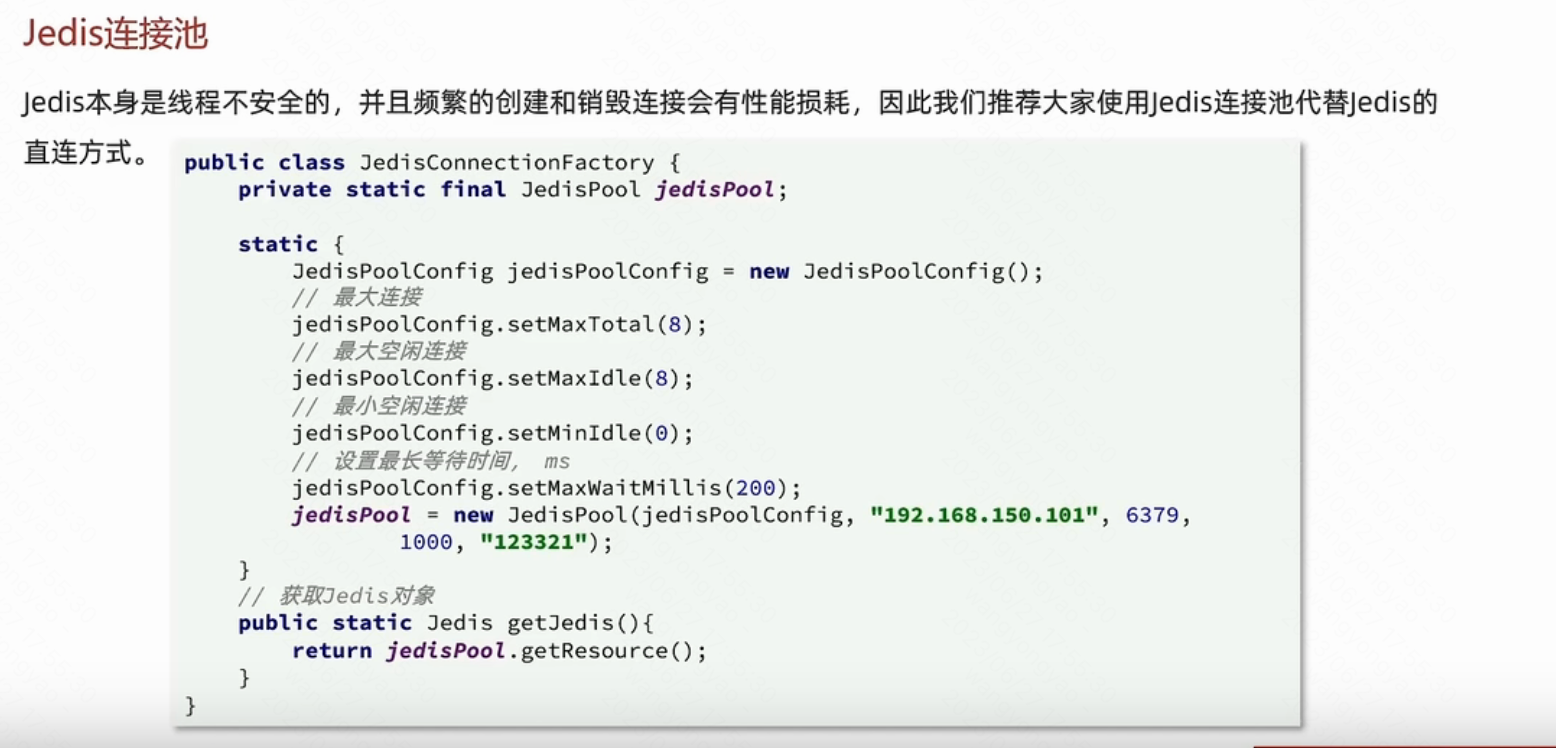 Jedis连接池
Jedis本身是线程不安全的，并且频繁的创建和销毁连接会有性能损耗，因此我们推荐大家使用Jedis连接池代替Jedis的
直连方式。
public class JedisConnectionFactory {
    private static final JedisPool jedisPool;

    static {
        JedisPoolConfig jedisPoolConfig = new JedisPoolConfig();
        // 最大连接
        jedisPoolConfig.setMaxTotal(8);
        // 最大空闲连接
        jedisPoolConfig.setMaxIdle(8);
        // 最小空闲连接
        jedisPoolConfig.setMinIdle(0);
        // 设置最长等待时间， ms
        jedisPoolConfig.setMaxWaitMillis(200);
        jedisPool = new JedisPool(jedisPoolConfig, "192.168.150.101", 6379,
                1000, "123321");
    }
    // 获取Jedis对象
    public static Jedis getJedis(){
        return jedisPool.getResource();
    }
}